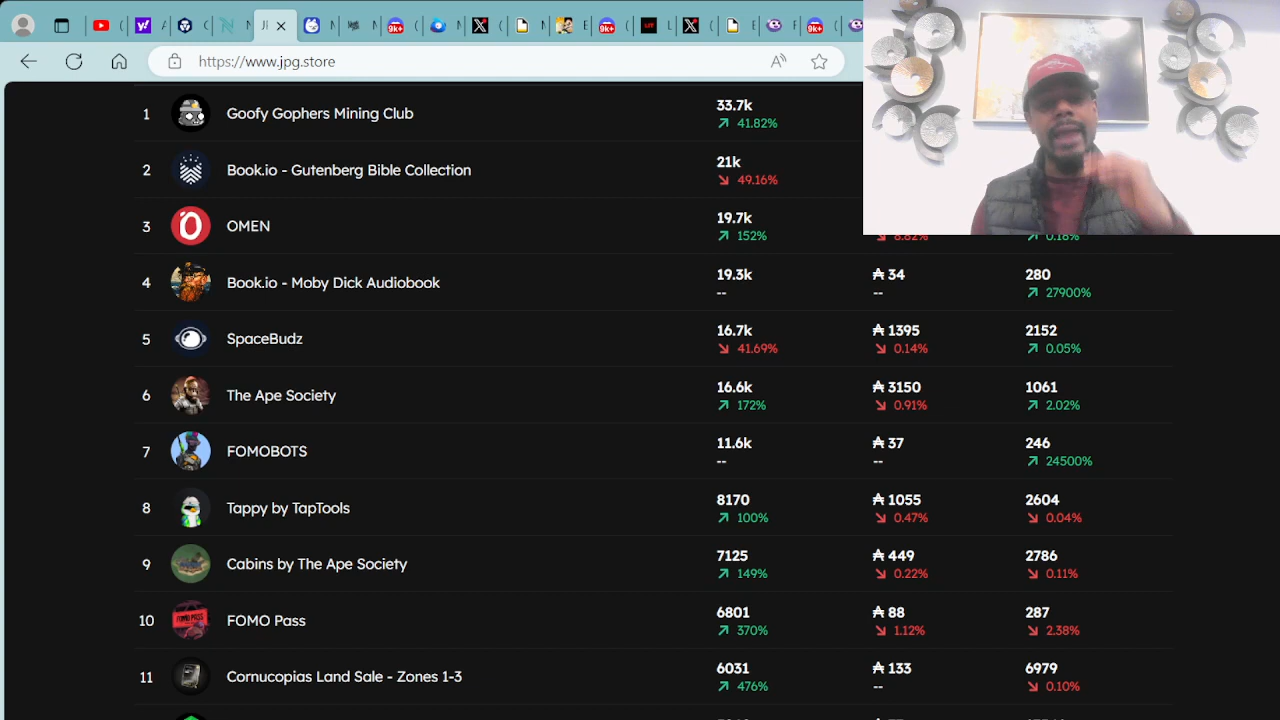 https://www.jpg.store
1 Goofy Gophers Mining Club 33.7k
41.82%
2 Book.io - Gutenberg Bible Collection 21k
49.16%
3 OMEN 19.7k
152%
4 Book.io - Moby Dick Audiobook 19.3k ₳ 34 280
-- -- 27900%
5 SpaceBudz 16.7k ₳ 1395 2152
41.69% 0.14% 0.05%
6 The Ape Society 16.6k ₳ 3150 1061
172% 0.91% 2.02%
7 FOMOBOTS 11.6k ₳ 37 246
-- -- 24500%
8 Tappy by TapTools 8170 ₳ 1055 2604
100% 0.47% 0.04%
9 Cabins by The Ape Society 7125 ₳ 449 2786
149% 0.22% 0.11%
10 FOMO Pass 6801 ₳ 88 287
370% 1.12% 2.38%
11 Cornucopias Land Sale - Zones 1-3 6031 ₳ 133 6979
476% -- 0.10%